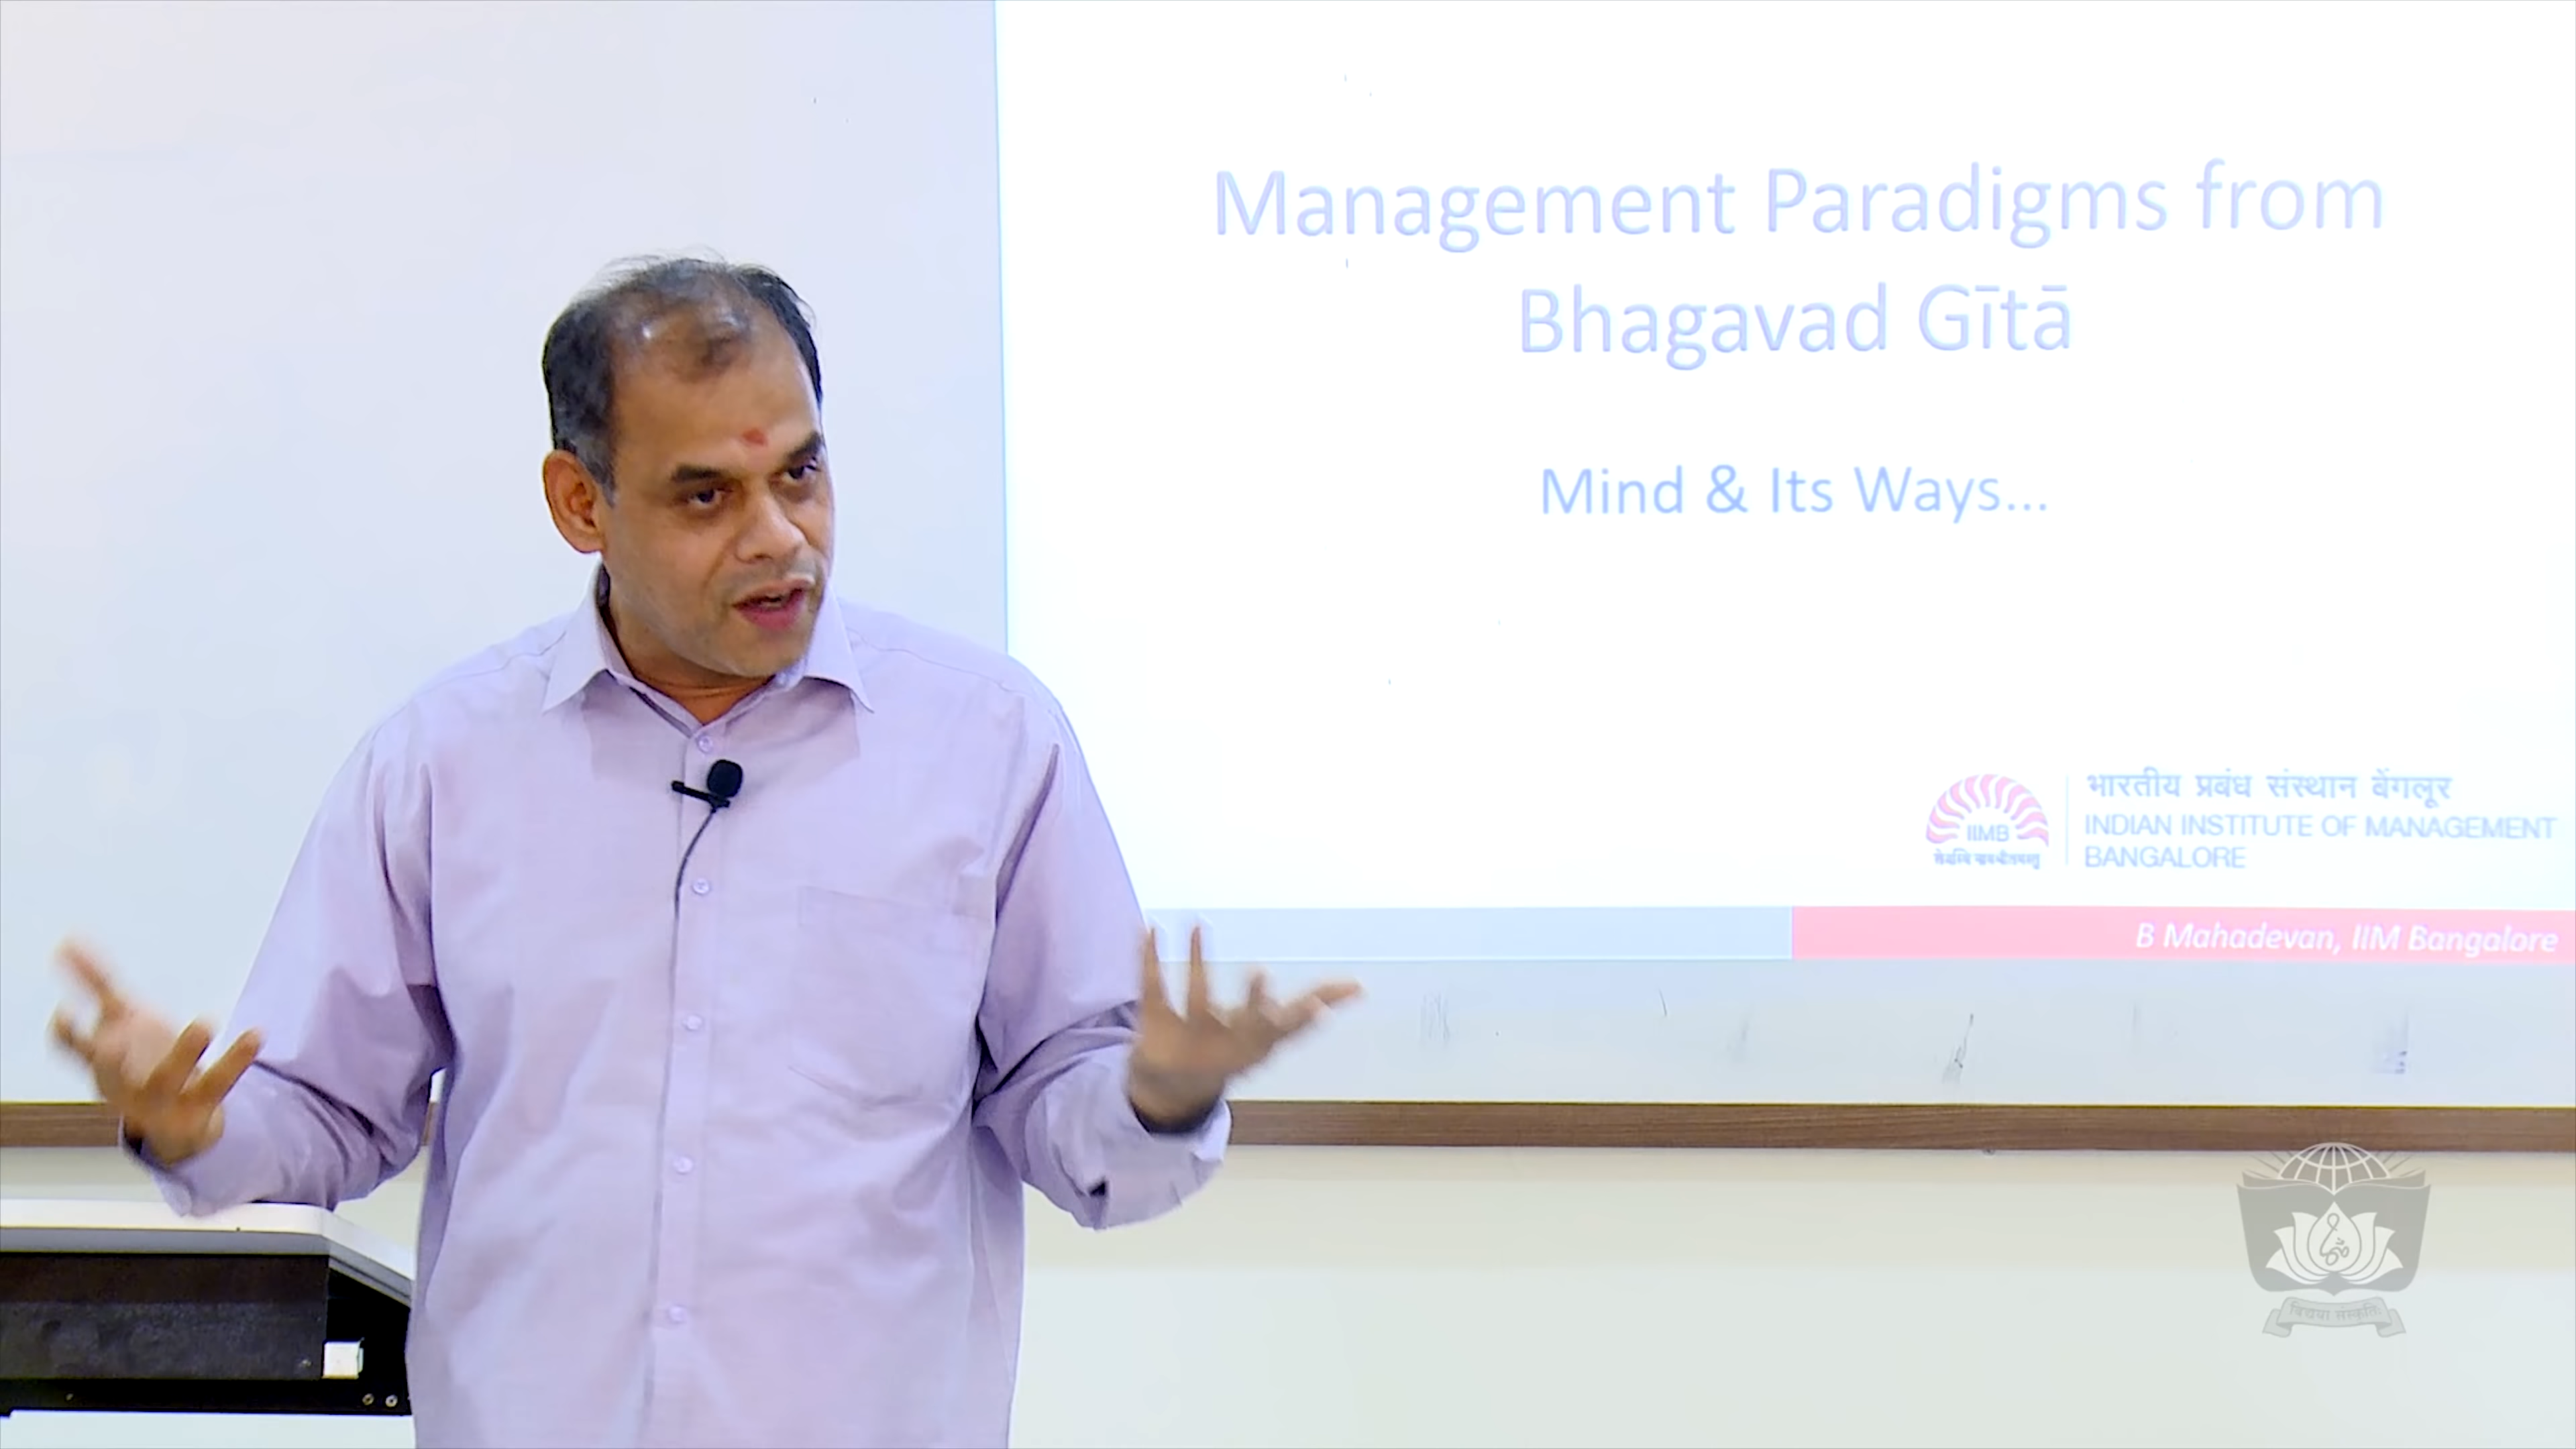 Management Paradigms from
Bhagavad Gītā
Mind & Its Ways...
IIMB
भारतीय प्रबंध संस्थान बेंगलूर
INDIAN INSTITUTE OF MANAGEMENT
BANGALORE
B Mahadevan, IIM Bangalore